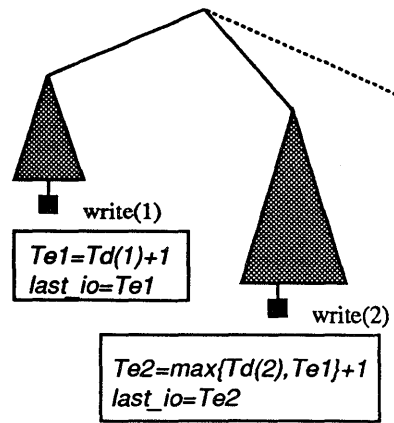 write(1)
Te1=Td(1)+1
last_io=Te1
write(2)
Te2=max{Td(2),Te1}+1
last_io=Te2